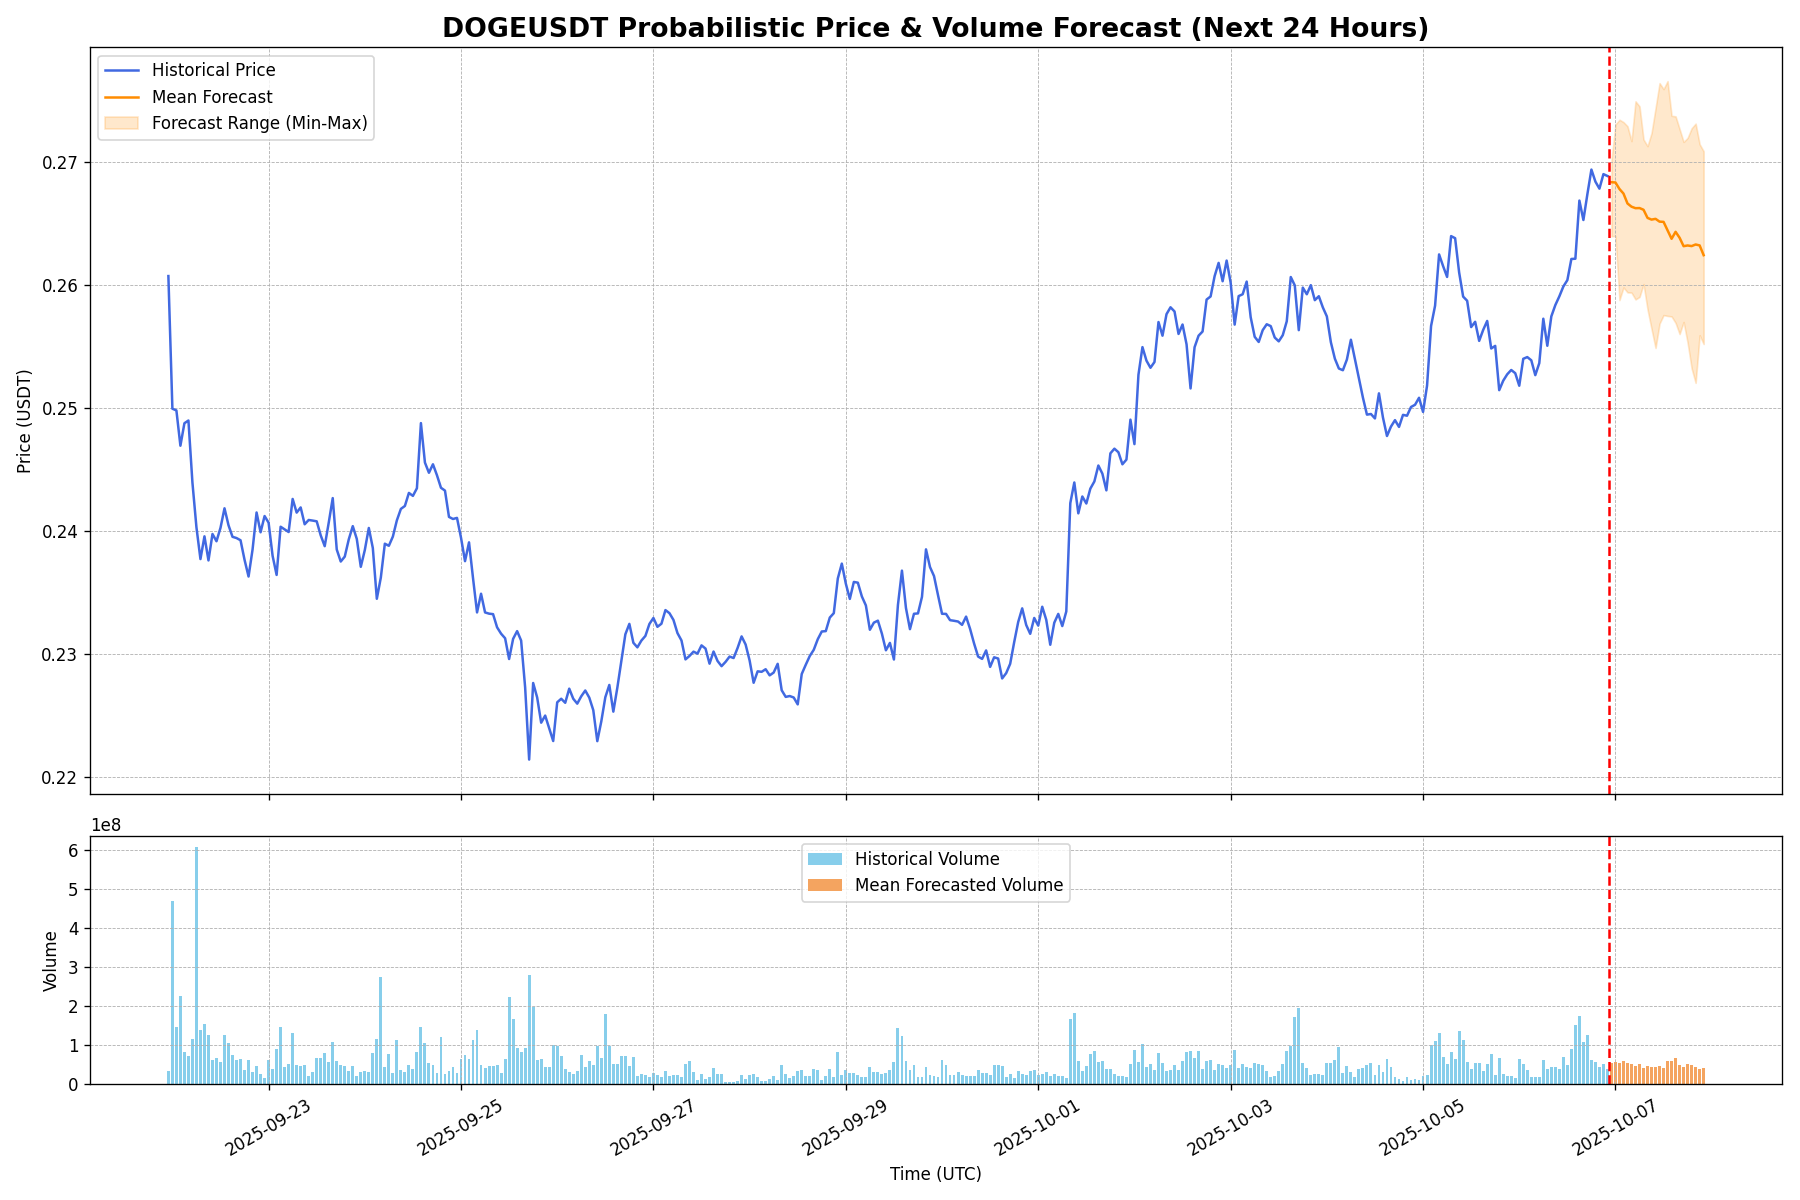 DOGEUSDT Probabilistic Price & Volume Forecast (Next 24 Hours)
Historical Price
Mean Forecast
Forecast Range (Min-Max)
Price (USDT)
0.27
0.26
0.25
0.24
0.23
0.22
1e8
Historical Volume
Mean Forecasted Volume
Volume
6
5
4
3
2
1
0
2025-09-23
2025-09-25
2025-09-27
2025-09-29
2025-10-01
2025-10-03
2025-10-05
2025-10-07
Time (UTC)